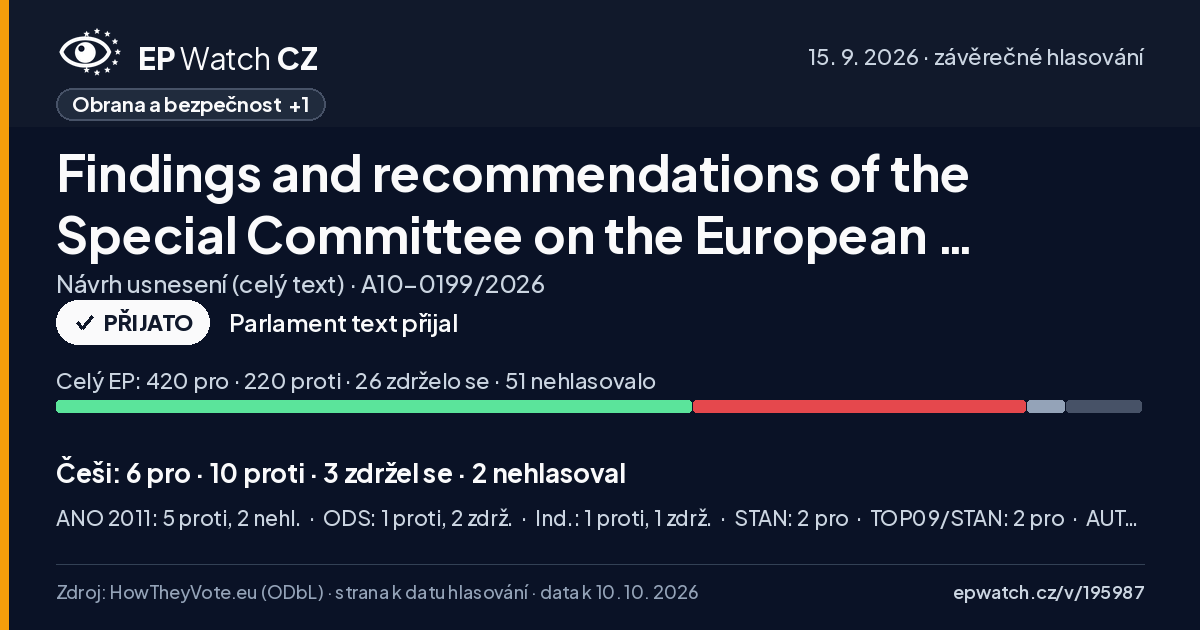 EP Watch CZ
15. 9. 2026 · závěrečné hlasování
Obrana a bezpečnost +1
Findings and recommendations of the
Special Committee on the European …
Návrh usnesení (celý text) · A10–0199/2026
✓ PŘIJATO Parlament text přijal
Celý EP: 420 pro · 220 proti · 26 zdrželo se · 51 nehlasovalo
Češi: 6 pro · 10 proti · 3 zdržel se · 2 nehlasoval
ANO 2011: 5 proti, 2 nehl. · ODS: 1 proti, 2 zdrž. · Ind.: 1 proti, 1 zdrž. · STAN: 2 pro · TOP09/STAN: 2 pro · AUT…
Zdroj: HowTheyVote.eu (ODbL) · strana k datu hlasování · data k 10. 10. 2026
epwatch.cz/v/195987